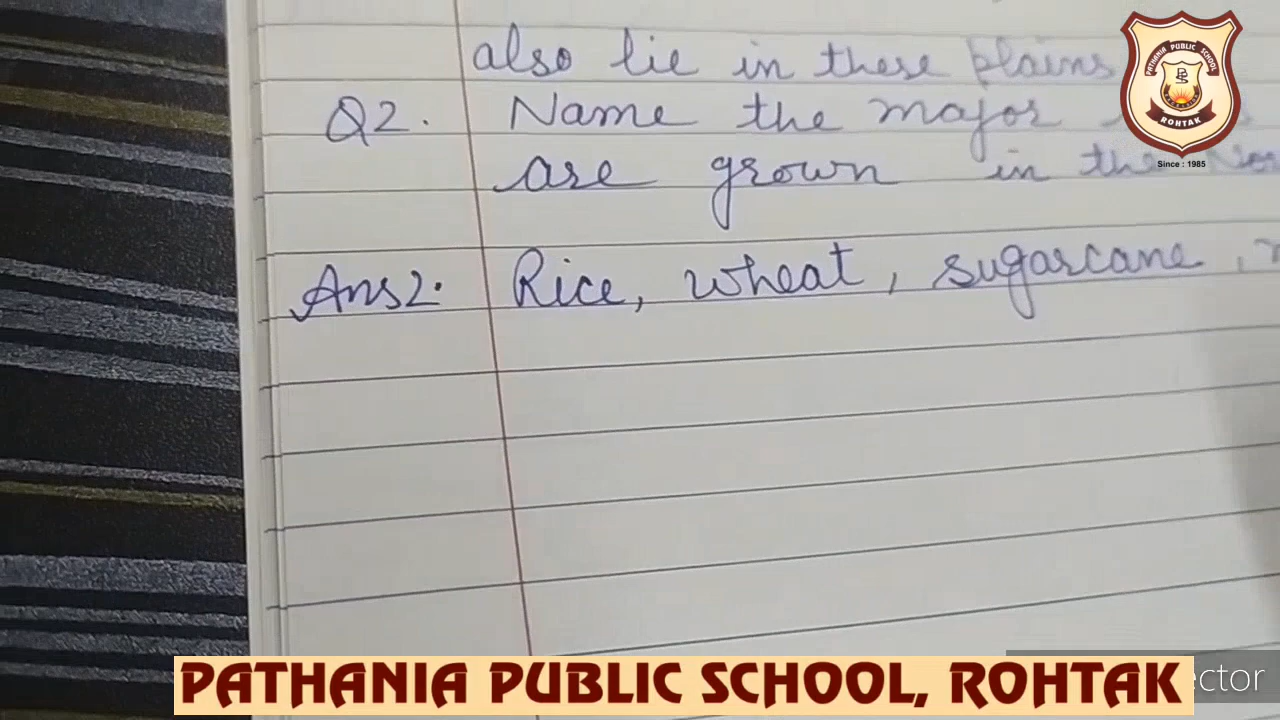 also lie in these plains
Q2. Name the major
are grown in the
Ans2. Rice, wheat, sugarcane,
PATHANIA PUBLIC SCHOOL
PS
ROHTAK
Since : 1985
PATHANIA PUBLIC SCHOOL, ROHTAK
ector